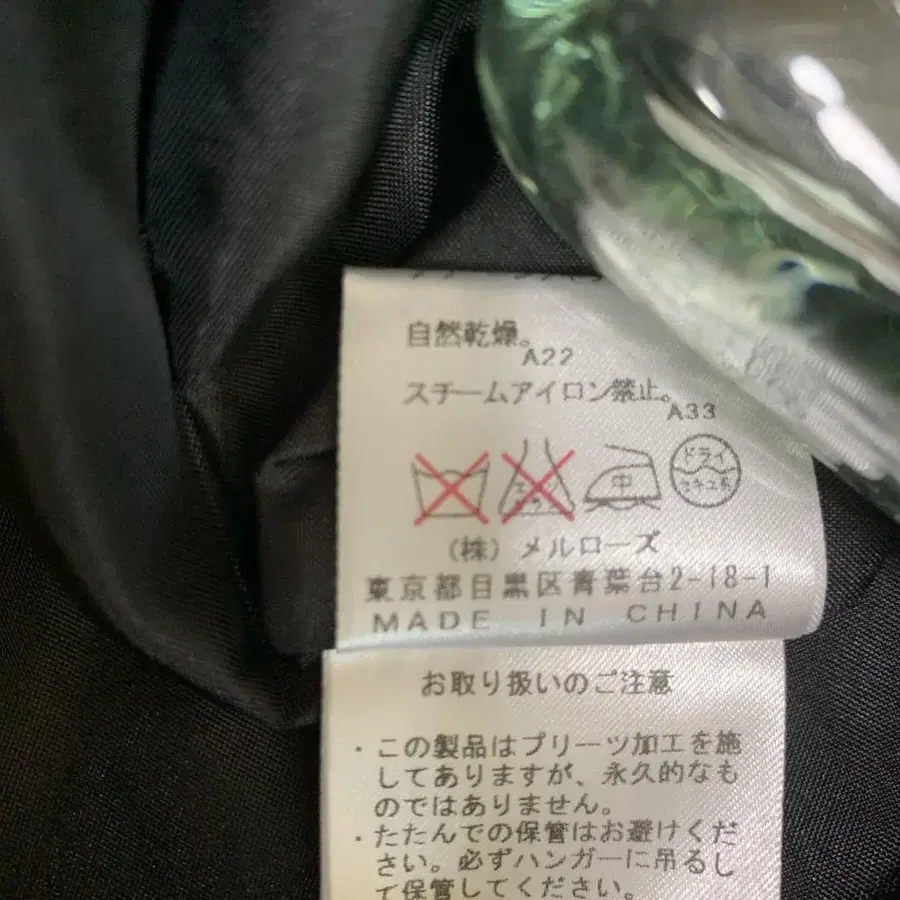 自然乾燥。
A22
スチームアイロン禁止。
A33
中
ドライ
セキユ系
(株) メルローズ
東京都目黒区青葉台2-18-1
MADE IN CHINA
お取り扱いのご注意
・この製品はプリーツ加工を施
してありますが、永久的なも
のではありません。
・たたんでの保管はお避けくだ
さい。必ずハンガーに吊るし
て保管してください。